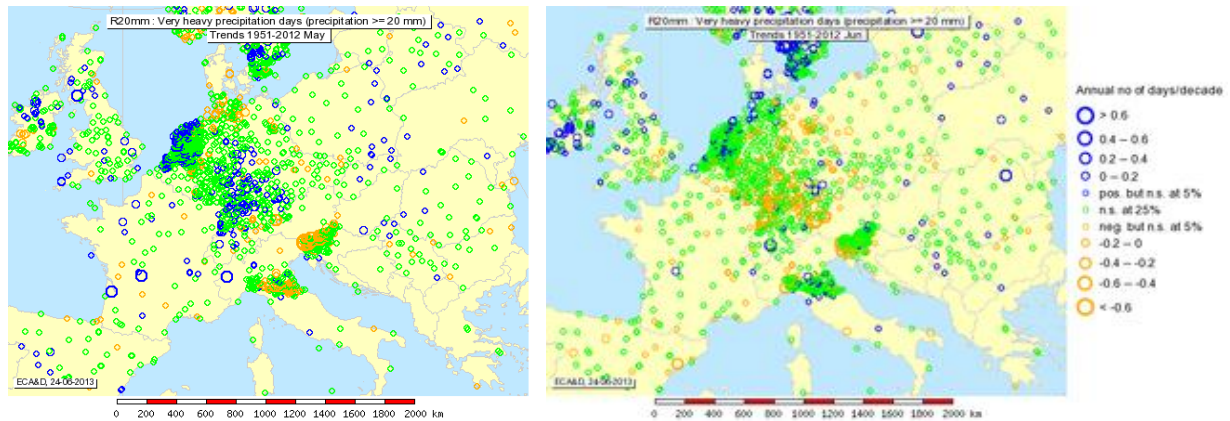 R20mm : Very heavy precipitation days (precipitation >= 20 mm)
Trends 1951-2012 May
ECA&D, 24-06-2013
0 200 400 600 800 1000 1200 1400 1600 1800 2000 km
R20mm : Very heavy precipitation days (precipitation >= 20 mm)
Trends 1951-2012 Jun
ECA&D, 24-06-2013
0 200 400 600 800 1000 1200 1400 1600 1800 2000 km
Annual no of days/decade
> 0.6
0.4 -- 0.6
0.2 -- 0.4
0 -- 0.2
pos. but n.s. at 5%
n.s. at 25%
neg. but n.s. at 5%
-0.2 -- 0
-0.4 -- -0.2
-0.6 -- -0.4
< -0.6